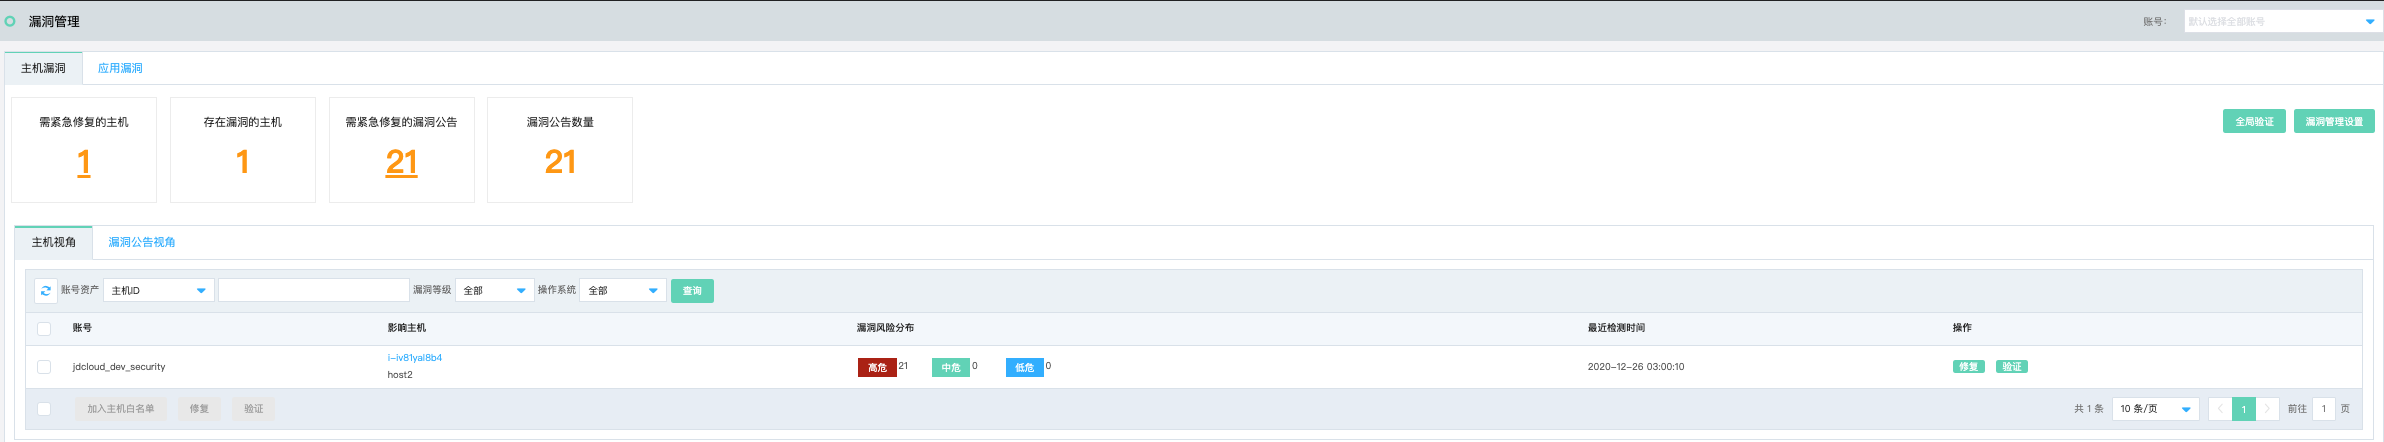 漏洞管理
账号： 默认选择全部账号
主机漏洞 应用漏洞
需紧急修复的主机 存在漏洞的主机 需紧急修复的漏洞公告 漏洞公告数量
1 1 21 21
全局验证 漏洞管理设置
主机视角 漏洞公告视角
账号资产 主机ID 漏洞等级 全部 操作系统 全部 查询
账号 影响主机 漏洞风险分布 最近检测时间 操作
jdcloud_dev_security i-iv81yal8b4 高危 21 中危 0 低危 0 2020-12-26 03:00:10 修复 验证
host2
加入主机白名单 修复 验证 共 1 条 10 条/页 1 前往 1 页